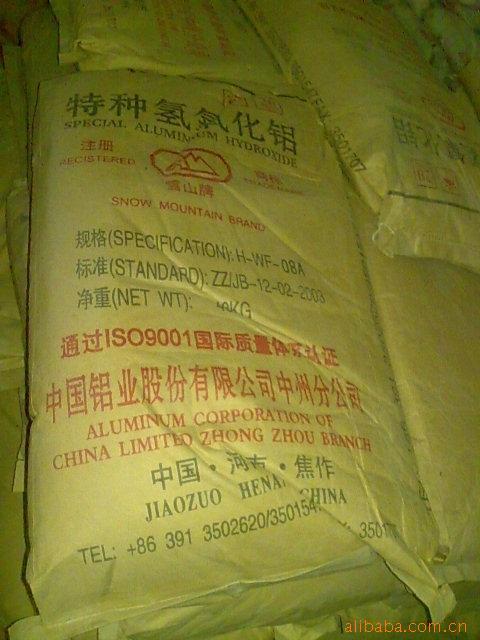 特种氢氧化铝
SPECIAL ALUMINUM HYDROXIDE
注册
REGISTERED
商标
雪山牌
SNOW MOUNTAIN BRAND
规格(SPECIFICATION): H-WF-08A
标准(STANDARD): ZZ/JB-12-02-2003
净重(NET WT): KG
通过ISO9001国际质量体系认证
中国铝业股份有限公司中州分公司
ALUMINUM CORPORATION OF
CHINA LIMITED ZHONG ZHOU BRANCH
中国·河南·焦作
JIAOZUO HENAN CHINA
TEL: +86 391 3502620/350154
3501707
alibaba.com.cn